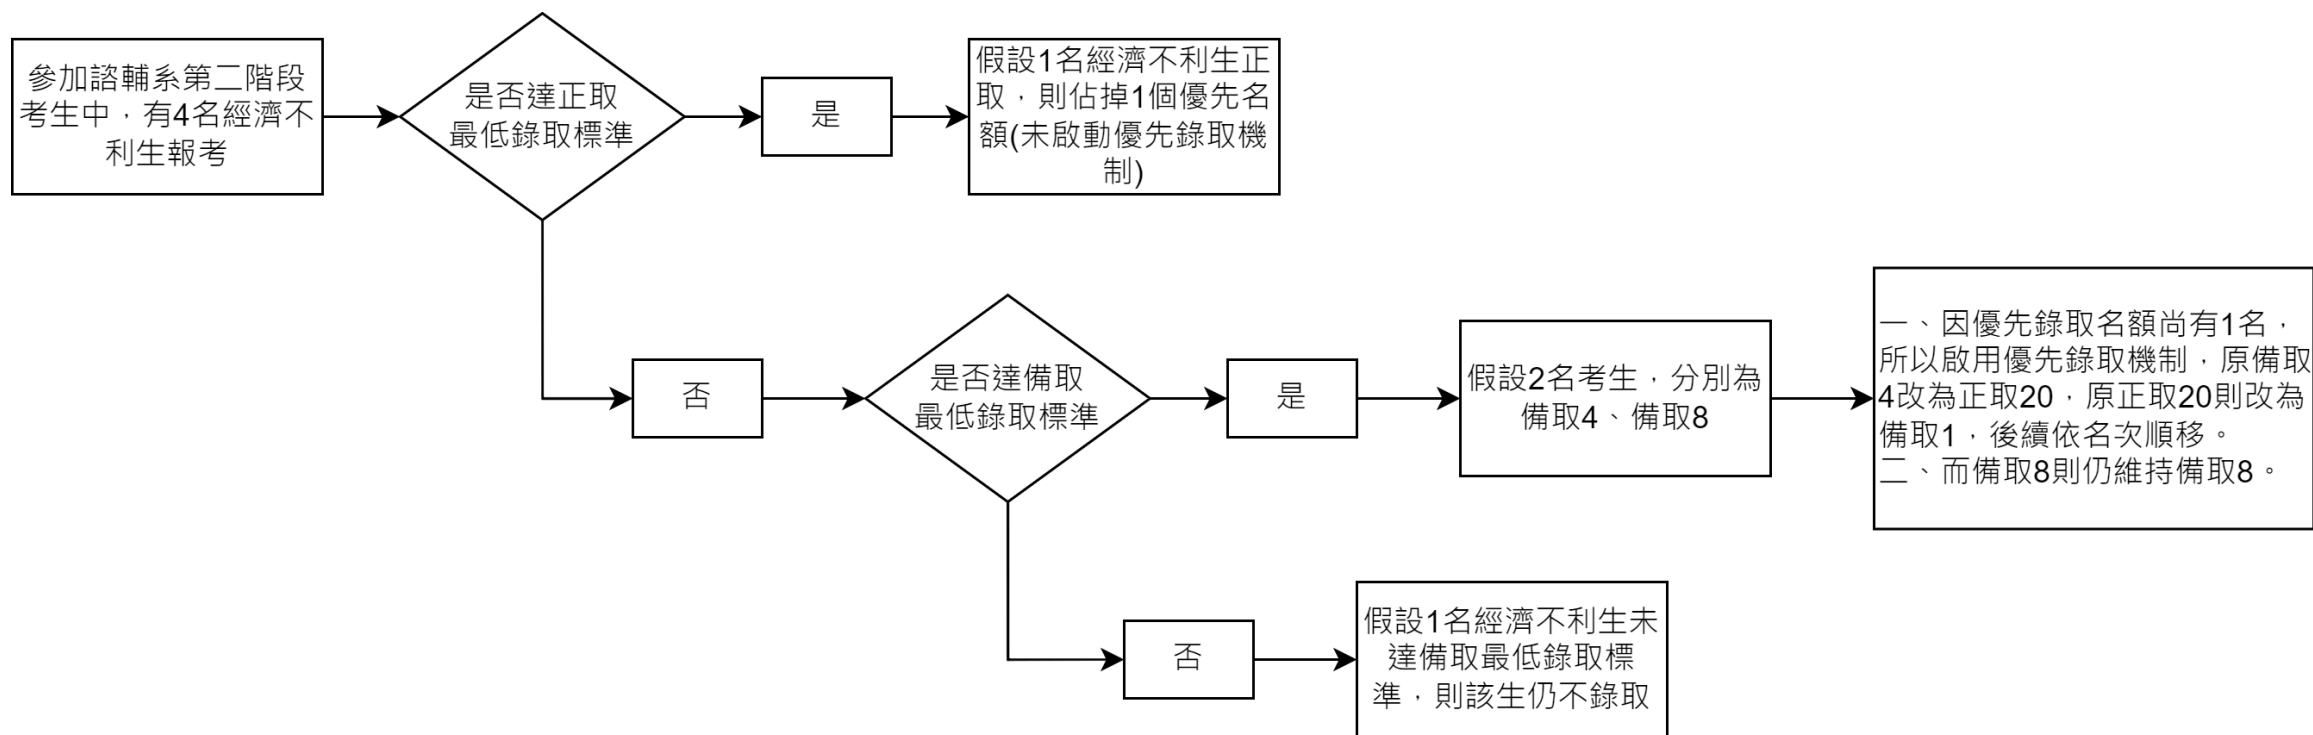 參加諮輔系第二階段
考生中，有4名經濟不
利生報考
是否達正取
最低錄取標準
是
假設1名經濟不利生正
取，則佔掉1個優先名
額(未啟動優先錄取機
制)
否
是否達備取
最低錄取標準
是
假設2名考生，分別為
備取4、備取8
一、因優先錄取名額尚有1名，
所以啟用優先錄取機制，原備取
4改為正取20，原正取20則改為
備取1，後續依名次順移。
二、而備取8則仍維持備取8。
否
假設1名經濟不利生未
達備取最低錄取標
準，則該生仍不錄取